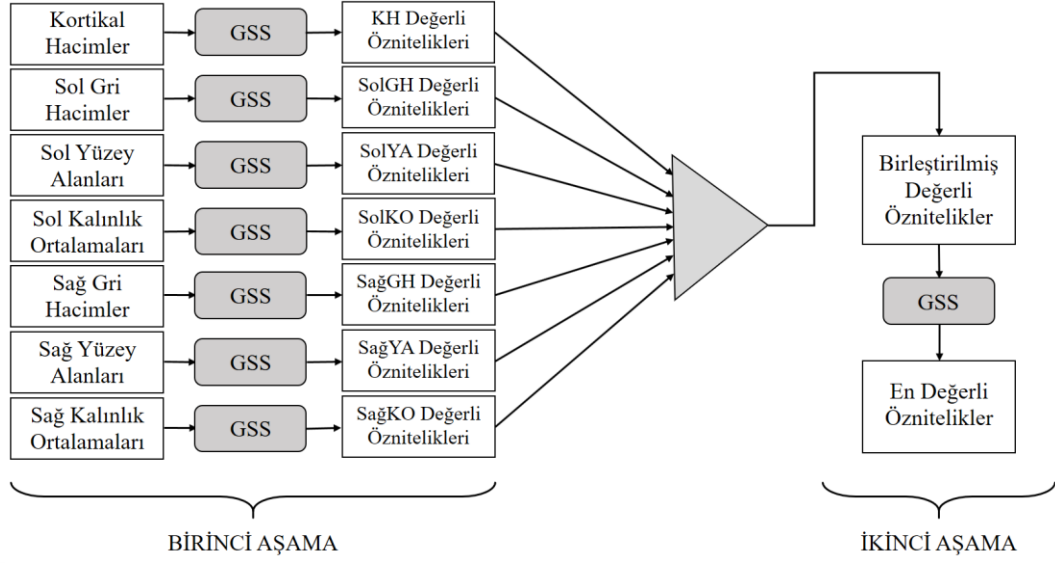 Kortikal
Hacimler
GSS
KH Değerli
Öznitelikleri
Sol Gri
Hacimler
GSS
SolGH Değerli
Öznitelikleri
Sol Yüzey
Alanları
GSS
SolYA Değerli
Öznitelikleri
Sol Kalınlık
Ortalamaları
GSS
SolKO Değerli
Öznitelikleri
Sağ Gri
Hacimler
GSS
SağGH Değerli
Öznitelikleri
Sağ Yüzey
Alanları
GSS
SağYA Değerli
Öznitelikleri
Sağ Kalınlık
Ortalamaları
GSS
SağKO Değerli
Öznitelikleri
Birleştirilmiş
Değerli
Öznitelikler
GSS
En Değerli
Öznitelikler
BİRİNCİ AŞAMA
İKİNCİ AŞAMA